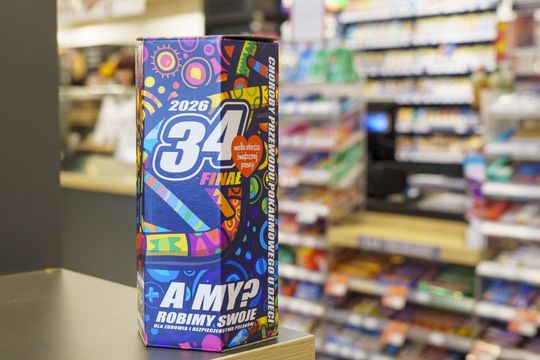 2026
34
FINAŁ
wielka orkiestra
świątecznej
pomocy
A MY?
ROBIMY SWOJE
DLA ZDROWIA I BEZPIECZEŃSTWA POLAKÓW
CHOROBY PRZEWODU POKARMOWEGO U DZIECI